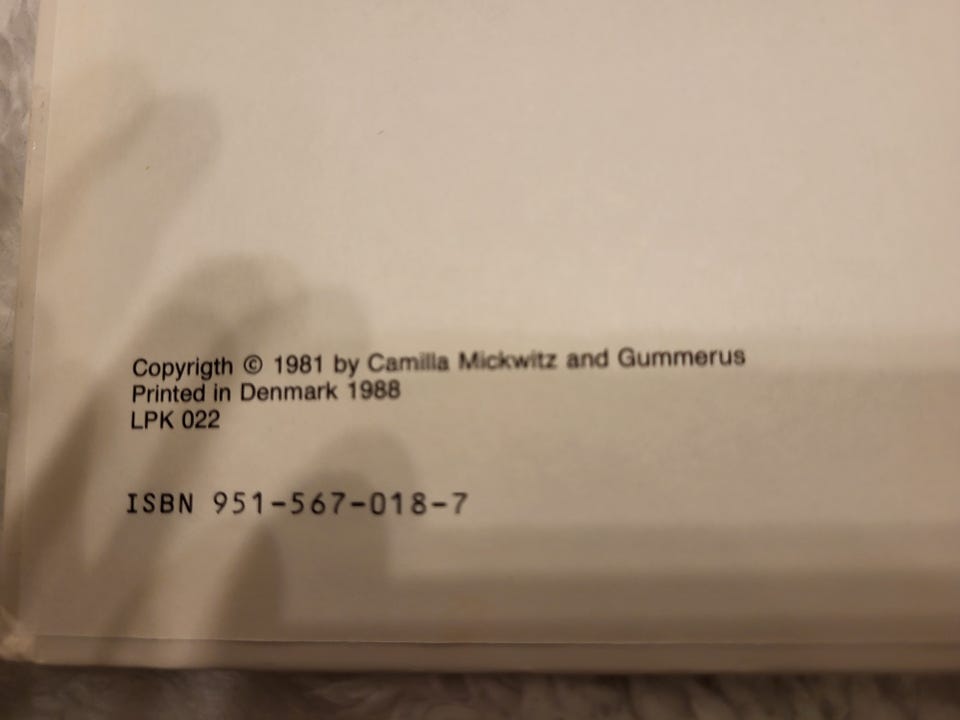 Copyrigth © 1981 by Camilla Mickwitz and Gummerus
Printed in Denmark 1988
LPK 022
ISBN 951-567-018-7